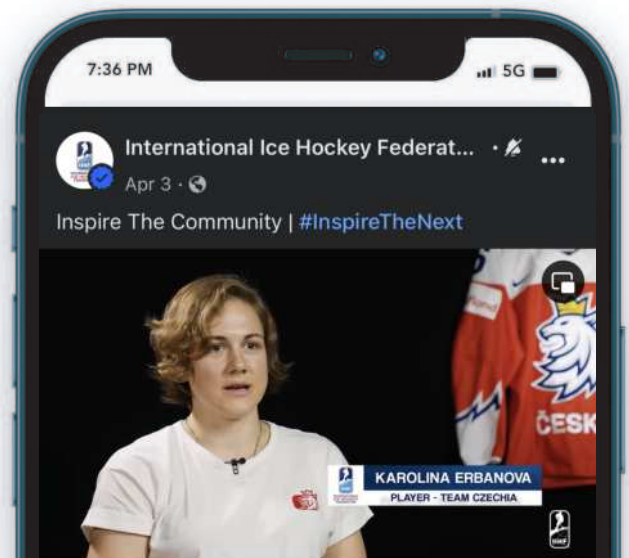 7:36 PM
5G
International Ice Hockey Federat...
Apr 3
Inspire The Community | #InspireTheNext
ČESK
KAROLINA ERBANOVA
PLAYER - TEAM CZECHIA
IIHF